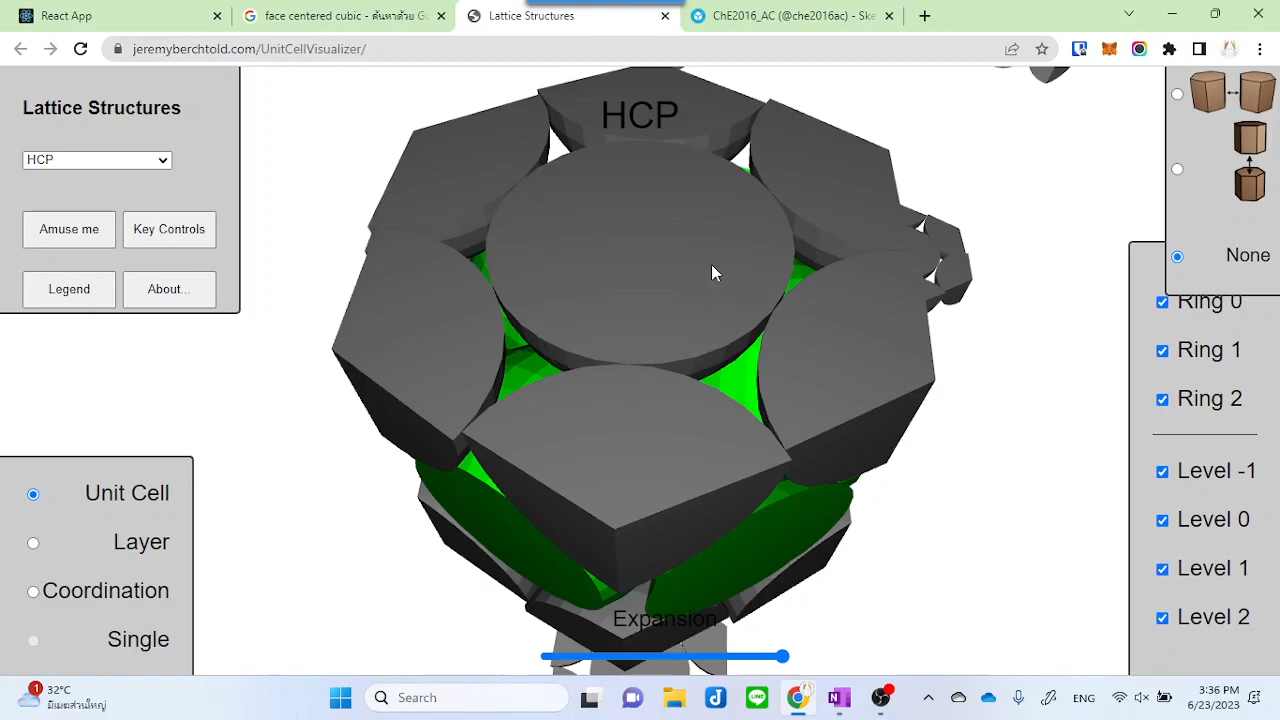 React App
face centered cubic - ค้นหาด้วย Go
Lattice Structures
ChE2016_AC (@che2016ac) - Ske
jeremyberchtold.com/UnitCellVisualizer/
Lattice Structures
HCP
Amuse me
Key Controls
Legend
About...
HCP
None
Ring 0
Ring 1
Ring 2
Level -1
Level 0
Level 1
Level 2
Unit Cell
Layer
Coordination
Single
Expansion
1
32°C
Search
ENG
3:36 PM
6/23/2023